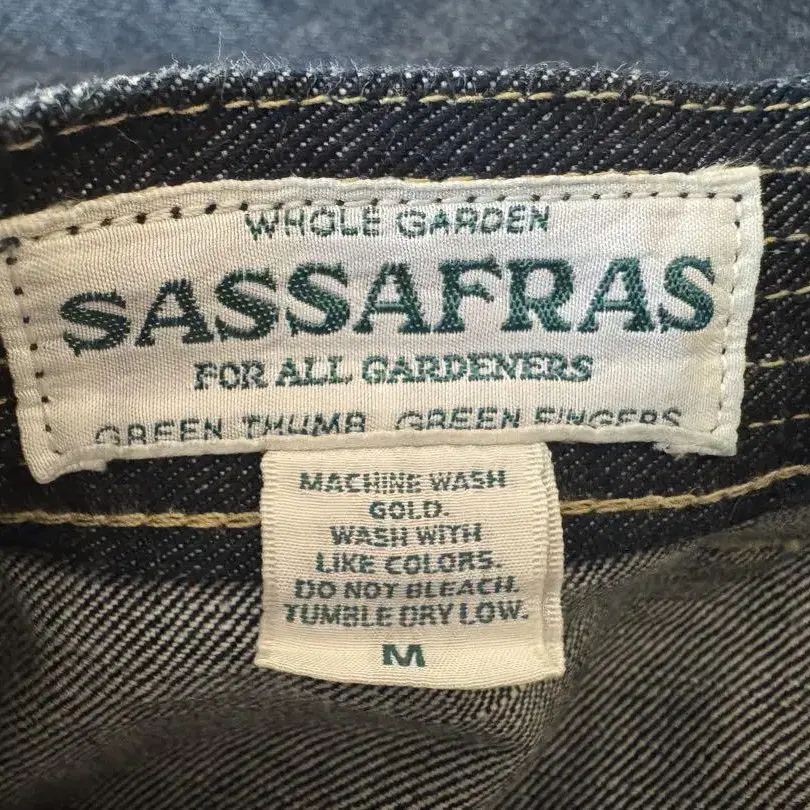 WHOLE GARDEN
SASSAFRAS
FOR ALL GARDENERS
GREEN THUMB GREEN FINGERS
MACHINE WASH
GOLD.
WASH WITH
LIKE COLORS.
DO NOT BLEACH.
TUMBLE DRY LOW.
M